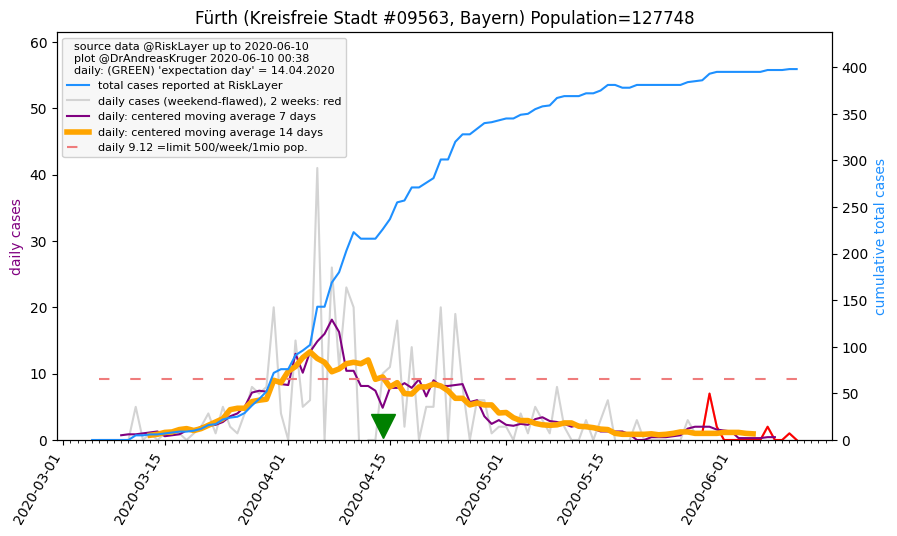 Fürth (Kreisfreie Stadt #09563, Bayern) Population=127748
source data @RiskLayer up to 2020-06-10
plot @DrAndreasKruger 2020-06-10 00:38
daily: (GREEN) 'expectation day' = 14.04.2020
total cases reported at RiskLayer
daily cases (weekend-flawed), 2 weeks: red
daily: centered moving average 7 days
daily: centered moving average 14 days
daily 9.12 =limit 500/week/1mio pop.
daily cases
60
50
40
30
20
10
0
cumulative total cases
400
350
300
250
200
150
100
50
0
2020-03-01
2020-03-15
2020-04-01
2020-04-15
2020-05-01
2020-05-15
2020-06-01